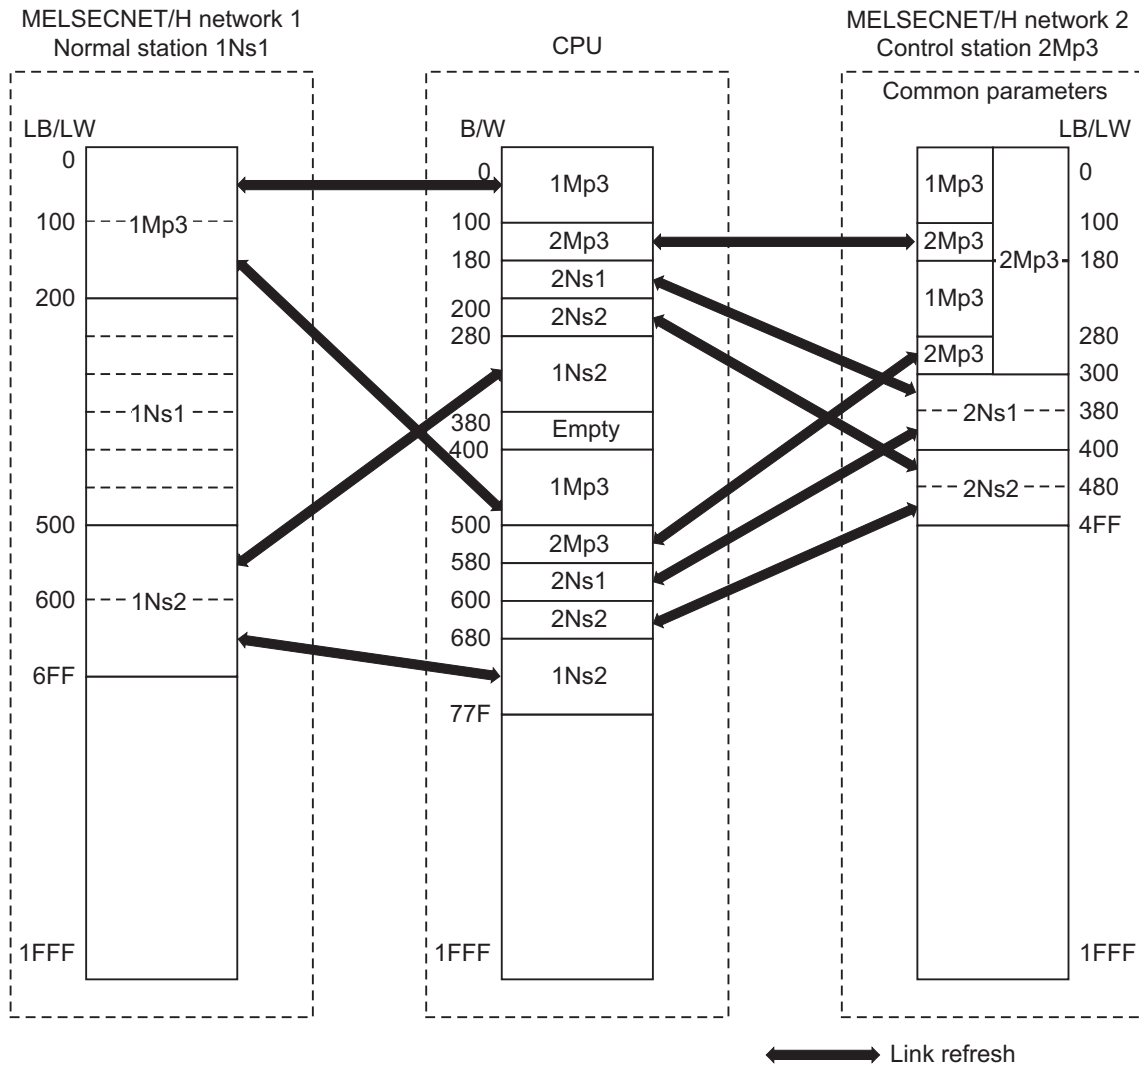 MELSECNET/H network 1
Normal station 1Ns1
LB/LW
0
1Mp3
100
200
1Ns1
500
600
1Ns2
6FF
1FFF
CPU
B/W
0
1Mp3
100
2Mp3
180
2Ns1
200
2Ns2
280
1Ns2
380
Empty
400
1Mp3
500
2Mp3
580
2Ns1
600
2Ns2
680
1Ns2
77F
1FFF
MELSECNET/H network 2
Control station 2Mp3
Common parameters
LB/LW
0
1Mp3
100
2Mp3
2Mp3
180
1Mp3
280
2Mp3
300
2Ns1
380
400
2Ns2
480
4FF
1FFF
Link refresh